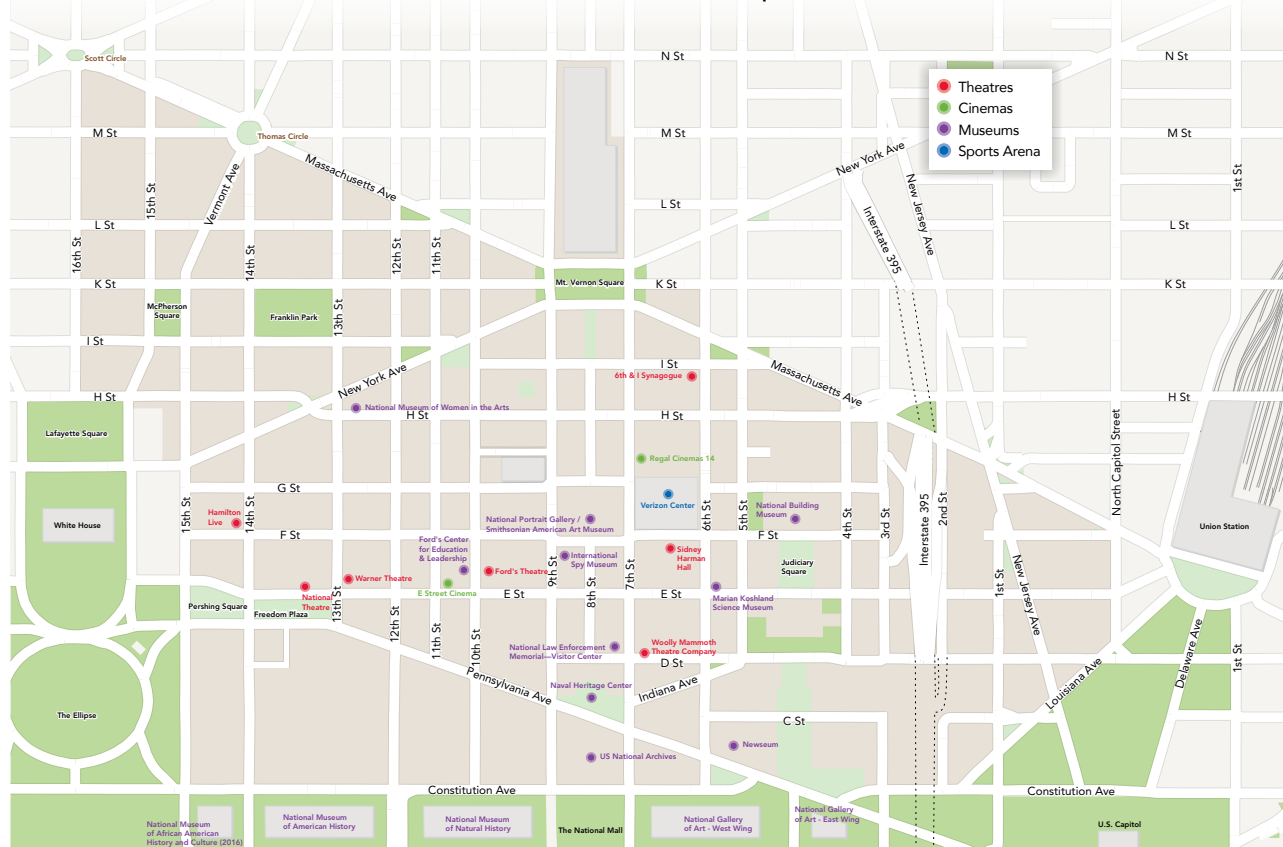 N St
N St
Scott Circle
Theatres
Cinemas
Museums
Sports Arena
M St
Thomas Circle
M St
M St
New York Ave
Massachusetts Ave
Vermont Ave
15th St
New Jersey Ave
1st St
L St
Interstate 395
L St
L St
16th St
14th St
12th St
11th St
K St
Mt. Vernon Square
K St
K St
McPherson
Square
Franklin Park
13th St
I St
I St
6th & I Synagogue
Massachusetts Ave
New York Ave
H St
National Museum of Women in the Arts
H St
H St
H St
Lafayette Square
North Capitol Street
Regal Cinemas 14
G St
Verizon Center
15th St
14th St
Hamilton
Live
White House
National Portrait Gallery /
Smithsonian American Art Museum
6th St
5th St
National Building
Museum
4th St
3rd St
Interstate 395
2nd St
Union Station
F St
F St
Ford's Center
for Education
& Leadership
International
Spy Museum
Sidney
Harman
Hall
Judiciary
Square
Warner Theatre
Ford's Theatre
9th St
8th St
7th St
E Street Cinema
National
Theatre
E St
E St
Marian Koshland
Science Museum
1st St
New Jersey Ave
Pershing Square
Freedom Plaza
13th St
12th St
11th St
10th St
National Law Enforcement
Memorial—Visitor Center
Woolly Mammoth
Theatre Company
D St
Delaware Ave
1st St
Louisiana Ave
Pennsylvania Ave
Naval Heritage Center
Indiana Ave
The Ellipse
C St
Newseum
US National Archives
Constitution Ave
Constitution Ave
National Museum
of African American
History and Culture (2016)
National Museum
of American History
National Museum
of Natural History
The National Mall
National Gallery
of Art - West Wing
National Gallery
of Art - East Wing
U.S. Capitol